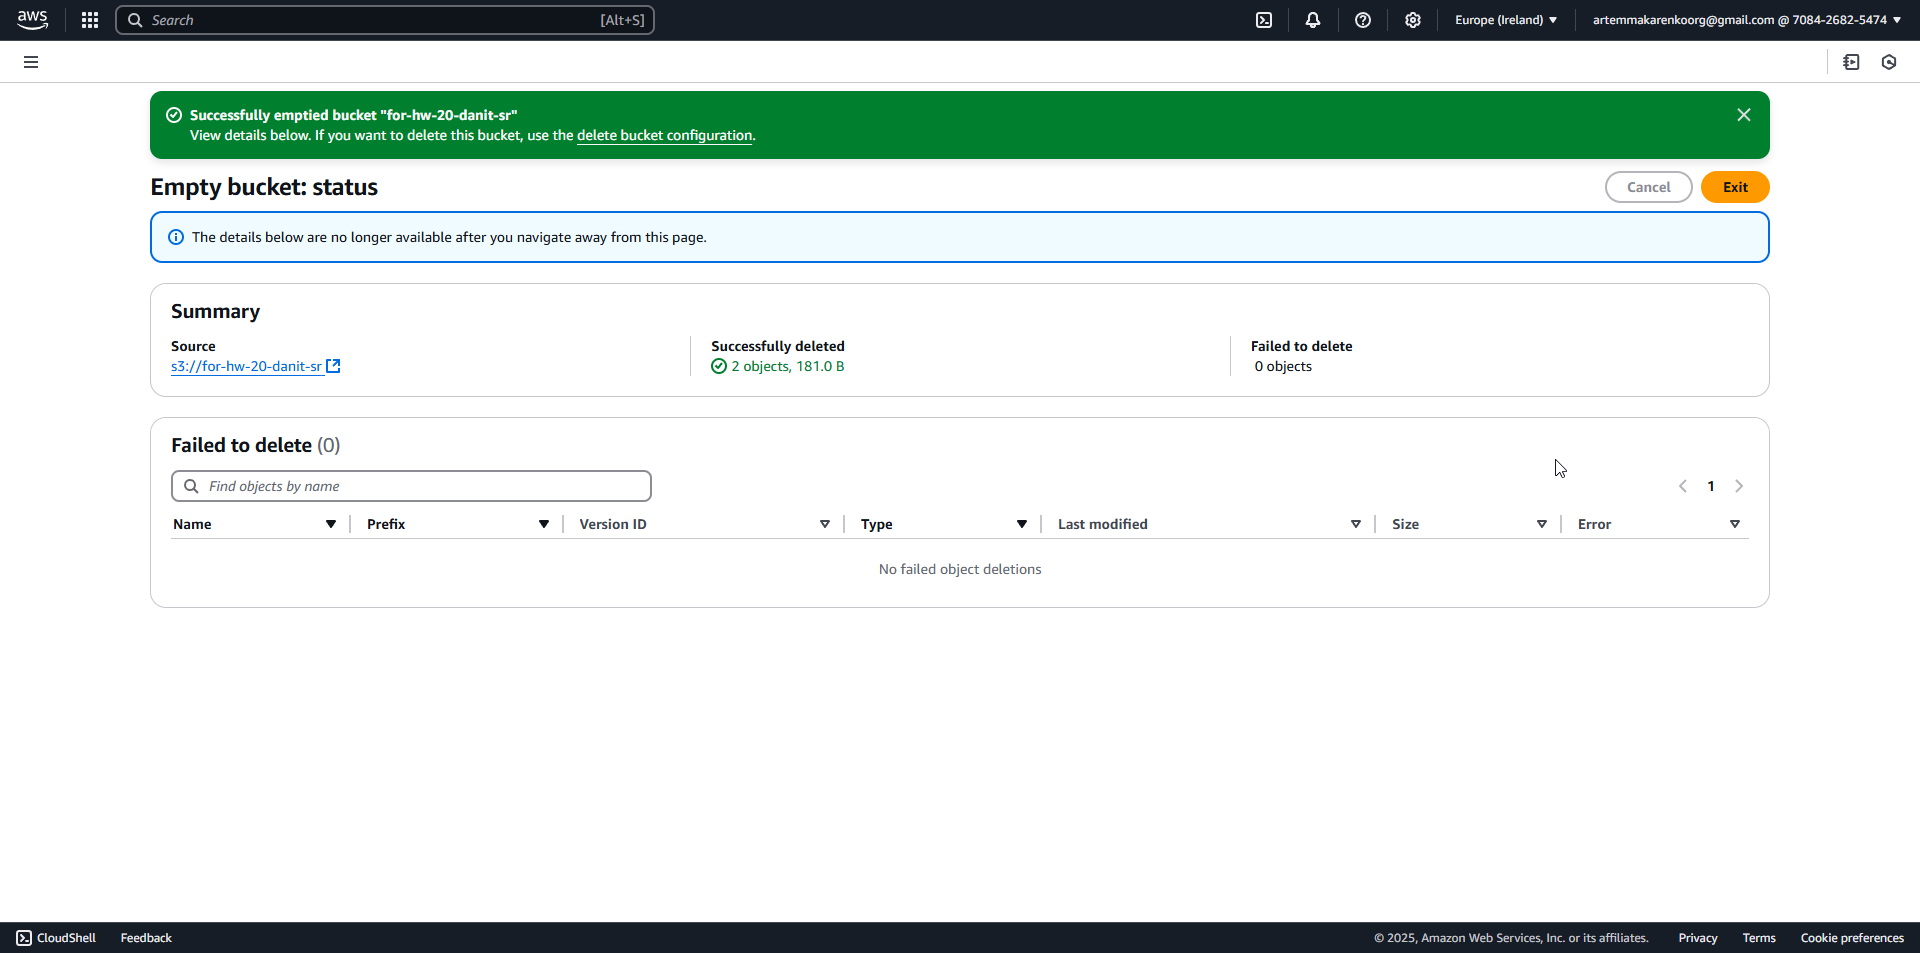 aws
Search
[Alt+S]
Europe (Ireland)
artemmakarenkoorg@gmail.com @ 7084-2682-5474
Successfully emptied bucket "for-hw-20-danit-sr"
View details below. If you want to delete this bucket, use the delete bucket configuration.
Empty bucket: status
Cancel
Exit
The details below are no longer available after you navigate away from this page.
Summary
Source
s3://for-hw-20-danit-sr
Successfully deleted
2 objects, 181.0 B
Failed to delete
0 objects
Failed to delete (0)
Find objects by name
1
Name
Prefix
Version ID
Type
Last modified
Size
Error
No failed object deletions
CloudShell
Feedback
© 2025, Amazon Web Services, Inc. or its affiliates.
Privacy
Terms
Cookie preferences